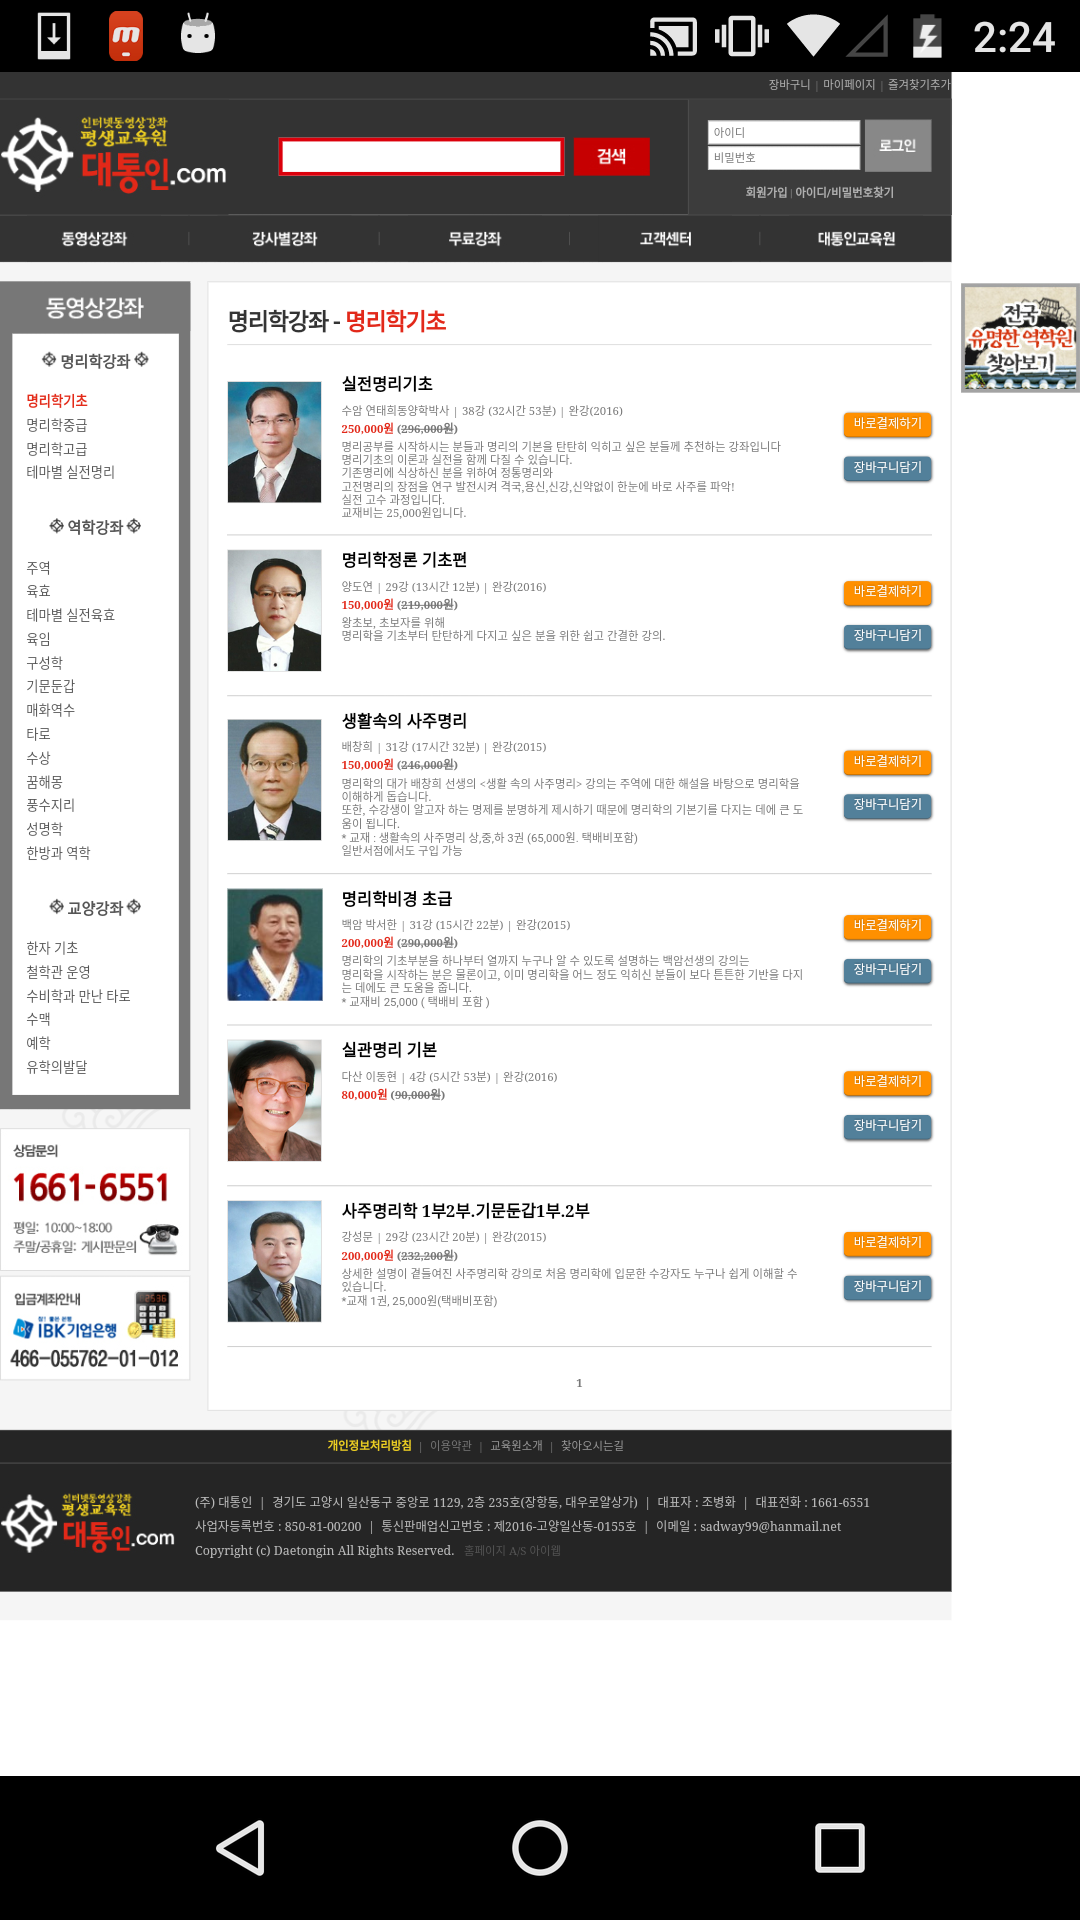 2:24
장바구니 | 마이페이지 | 즐겨찾기추가
인터넷동영상강좌
평생교육원
대통인.com
검색
아이디
비밀번호
로그인
회원가입 | 아이디/비밀번호찾기
동영상강좌
강사별강좌
무료강좌
고객센터
대통인교육원
동영상강좌
명리학강좌
명리학기초
명리학중급
명리학고급
테마별 실전명리
역학강좌
주역
육효
테마별 실전육효
육임
구성학
기문둔갑
매화역수
타로
수상
꿈해몽
풍수지리
성명학
한방과 역학
교양강좌
한자 기초
철학관 운영
수비학과 만난 타로
수맥
예학
유학의발달
상담문의
1661-6551
평일: 10:00~18:00
주말/공휴일: 게시판문의
입금계좌안내
참! 좋은 은행
IBK기업은행
466-055762-01-012
명리학강좌 - 명리학기초
실전명리기초
수암 연태희동양학박사 | 38강 (32시간 53분) | 완강(2016)
250,000원 (296,000원)
명리공부를 시작하시는 분들과 명리의 기본을 탄탄히 익히고 싶은 분들께 추천하는 강좌입니다
명리기초의 이론과 실전을 함께 다질 수 있습니다.
기존명리에 식상하신 분을 위하여 정통명리와
고전명리의 장점을 연구 발전시켜 격국,용신,신강,신약없이 한눈에 바로 사주를 파악!
실전 고수 과정입니다.
교재비는 25,000원입니다.
바로결제하기
장바구니담기
명리학정론 기초편
양도연 | 29강 (13시간 12분) | 완강(2016)
150,000원 (219,000원)
왕초보, 초보자를 위해
명리학을 기초부터 탄탄하게 다지고 싶은 분을 위한 쉽고 간결한 강의.
바로결제하기
장바구니담기
생활속의 사주명리
배창희 | 31강 (17시간 32분) | 완강(2015)
150,000원 (246,000원)
명리학의 대가 배창희 선생의 <생활 속의 사주명리> 강의는 주역에 대한 해설을 바탕으로 명리학을
이해하게 돕습니다.
또한, 수강생이 알고자 하는 명제를 분명하게 제시하기 때문에 명리학의 기본기를 다지는 데에 큰 도
움이 됩니다.
* 교재 : 생활속의 사주명리 상,중,하 3권 (65,000원. 택배비포함)
일반서점에서도 구입 가능
바로결제하기
장바구니담기
명리학비경 초급
백암 박서한 | 31강 (15시간 22분) | 완강(2015)
200,000원 (290,000원)
명리학의 기초부분을 하나부터 열까지 누구나 알 수 있도록 설명하는 백암선생의 강의는
명리학을 시작하는 분은 물론이고, 이미 명리학을 어느 정도 익히신 분들이 보다 튼튼한 기반을 다지
는 데에도 큰 도움을 줍니다.
* 교재비 25,000 ( 택배비 포함 )
바로결제하기
장바구니담기
실관명리 기본
다산 이동현 | 4강 (5시간 53분) | 완강(2016)
80,000원 (90,000원)
바로결제하기
장바구니담기
사주명리학 1부2부.기문둔갑1부.2부
강성문 | 29강 (23시간 20분) | 완강(2015)
200,000원 (232,200원)
상세한 설명이 곁들여진 사주명리학 강의로 처음 명리학에 입문한 수강자도 누구나 쉽게 이해할 수
있습니다.
*교재 1권, 25,000원(택배비포함)
바로결제하기
장바구니담기
1
전국
유명한 역학원
찾아보기
개인정보처리방침 | 이용약관 | 교육원소개 | 찾아오시는길
인터넷동영상강좌
평생교육원
대통인.com
(주) 대통인 | 경기도 고양시 일산동구 중앙로 1129, 2층 235호(장항동, 대우로얄상가) | 대표자 : 조병화 | 대표전화 : 1661-6551
사업자등록번호 : 850-81-00200 | 통신판매업신고번호 : 제2016-고양일산동-0155호 | 이메일 : sadway99@hanmail.net
Copyright (c) Daetongin All Rights Reserved. 홈페이지 A/S 아이웹